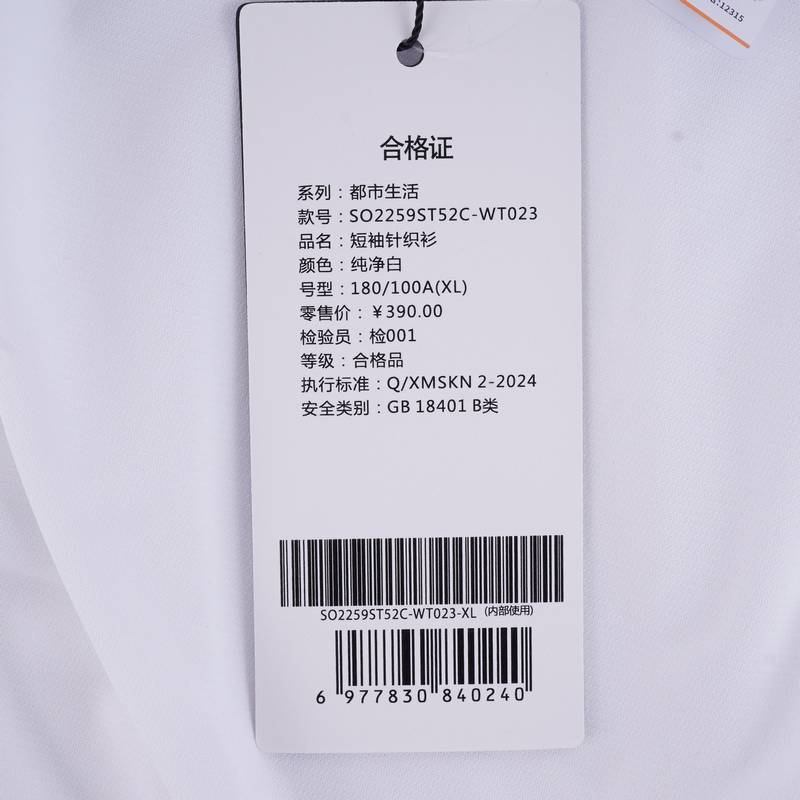 :12315
合格证
系列：都市生活
款号：SO2259ST52C-WT023
品名：短袖针织衫
颜色：纯净白
号型：180/100A(XL)
零售价：￥390.00
检验员：检001
等级：合格品
执行标准：Q/XMSKN 2-2024
安全类别：GB 18401 B类
SO2259ST52C-WT023-XL (内部使用)
6 977830 840240